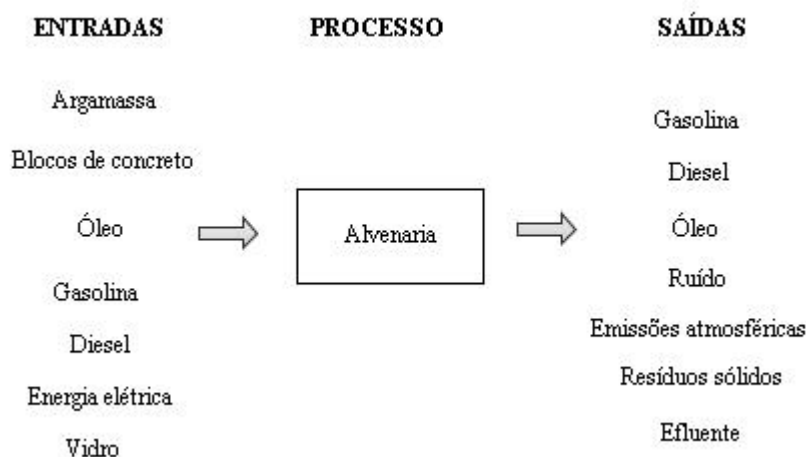 ENTRADAS PROCESSO SAÍDAS
Argamassa
Blocos de concreto
Óleo
Gasolina
Diesel
Energia elétrica
Vidro
Alvenaria
Gasolina
Diesel
Óleo
Ruído
Emissões atmosféricas
Resíduos sólidos
Efluente